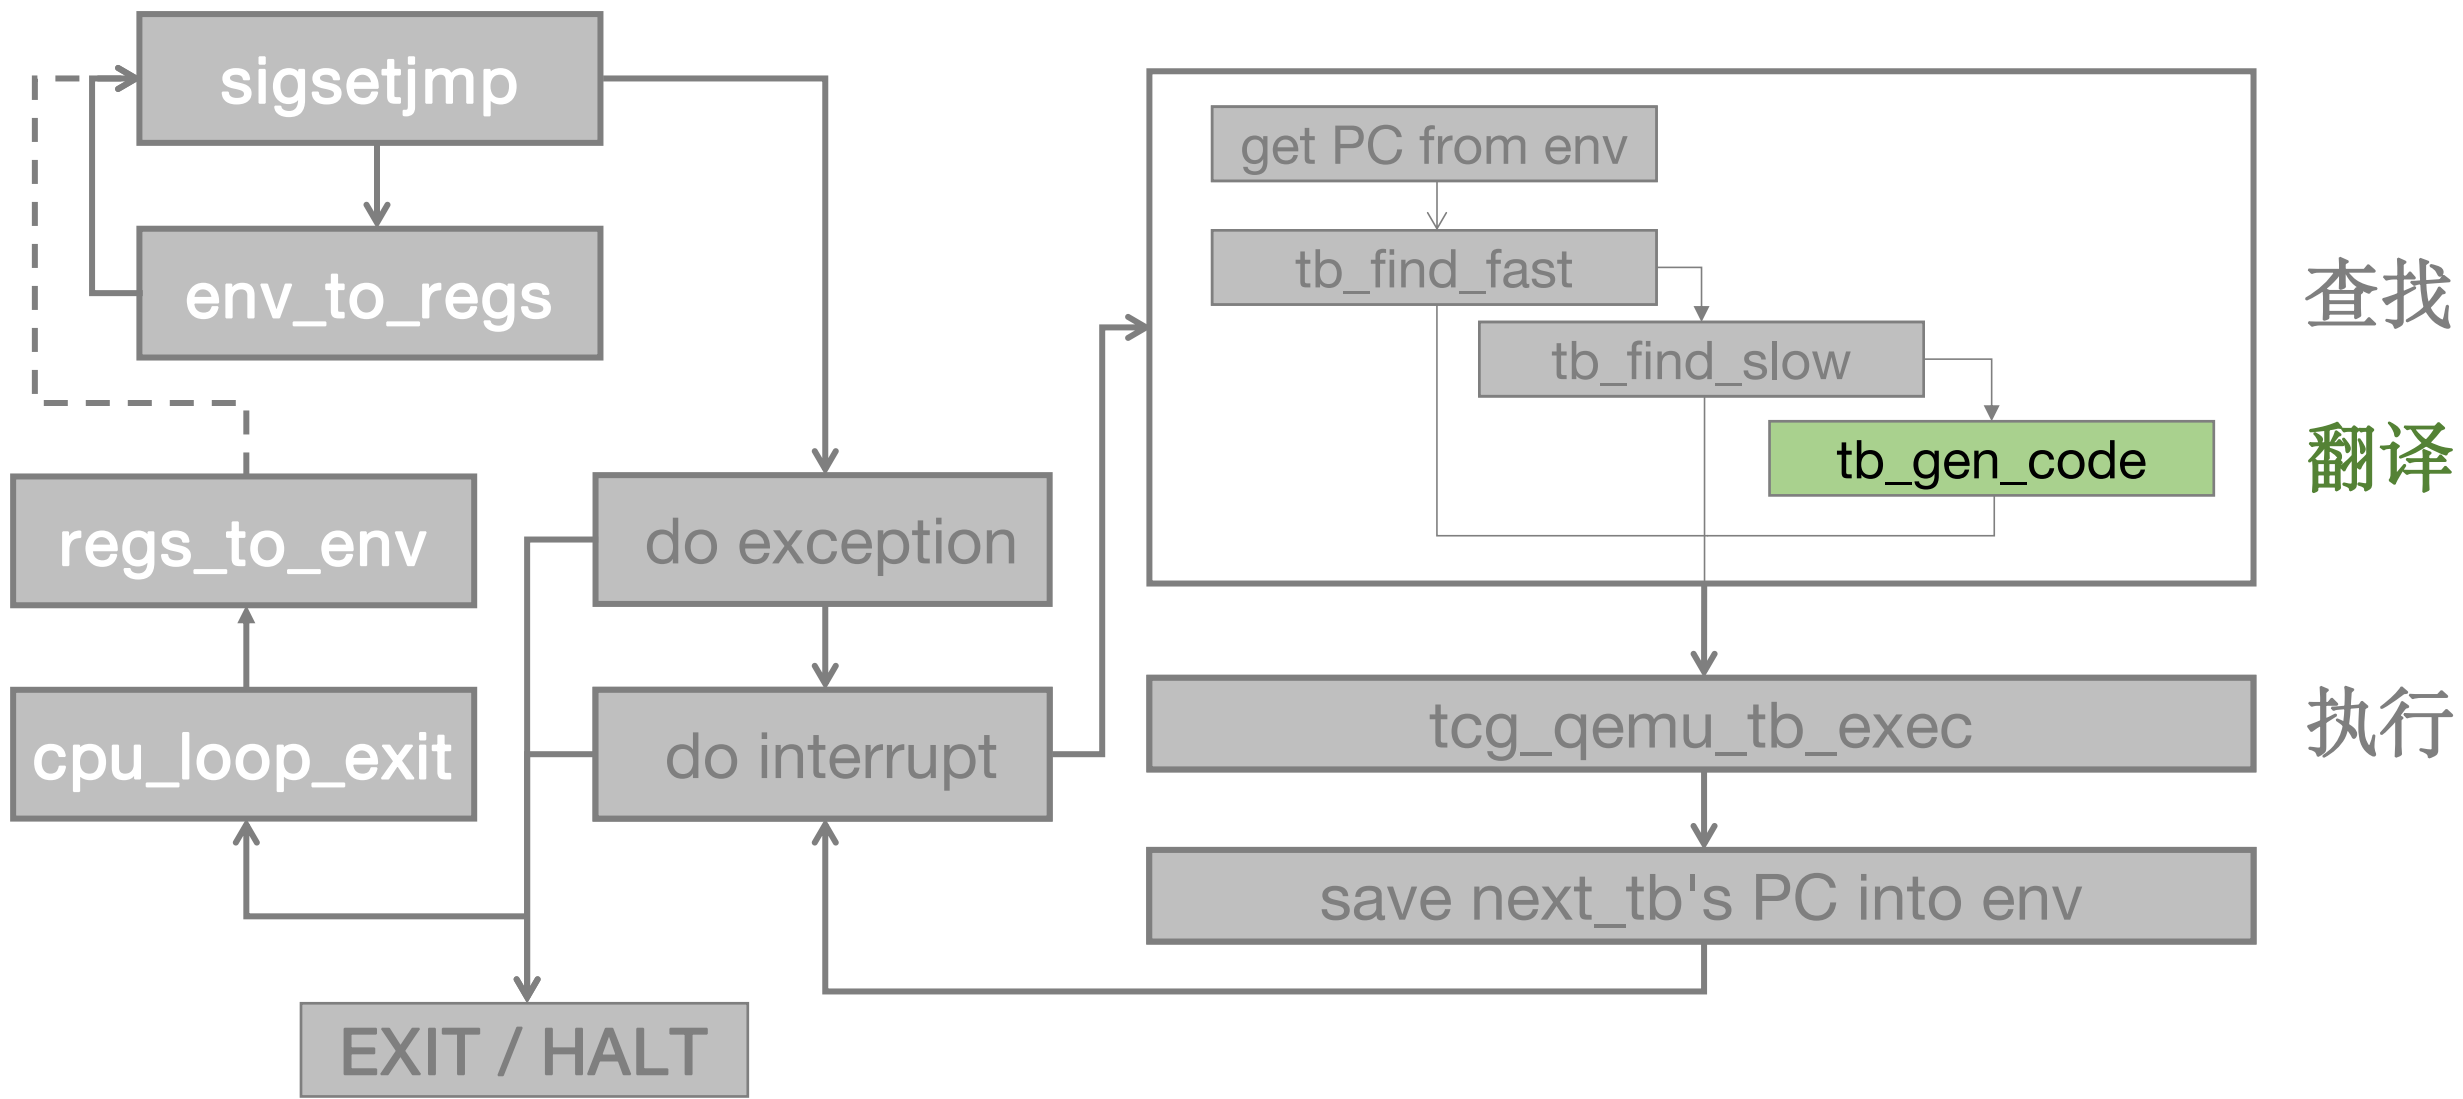 sigsetjmp
env_to_regs
regs_to_env
cpu_loop_exit
do exception
do interrupt
EXIT / HALT
get PC from env
tb_find_fast
tb_find_slow
tb_gen_code
tcg_qemu_tb_exec
save next_tb's PC into env
查找
翻译
执行